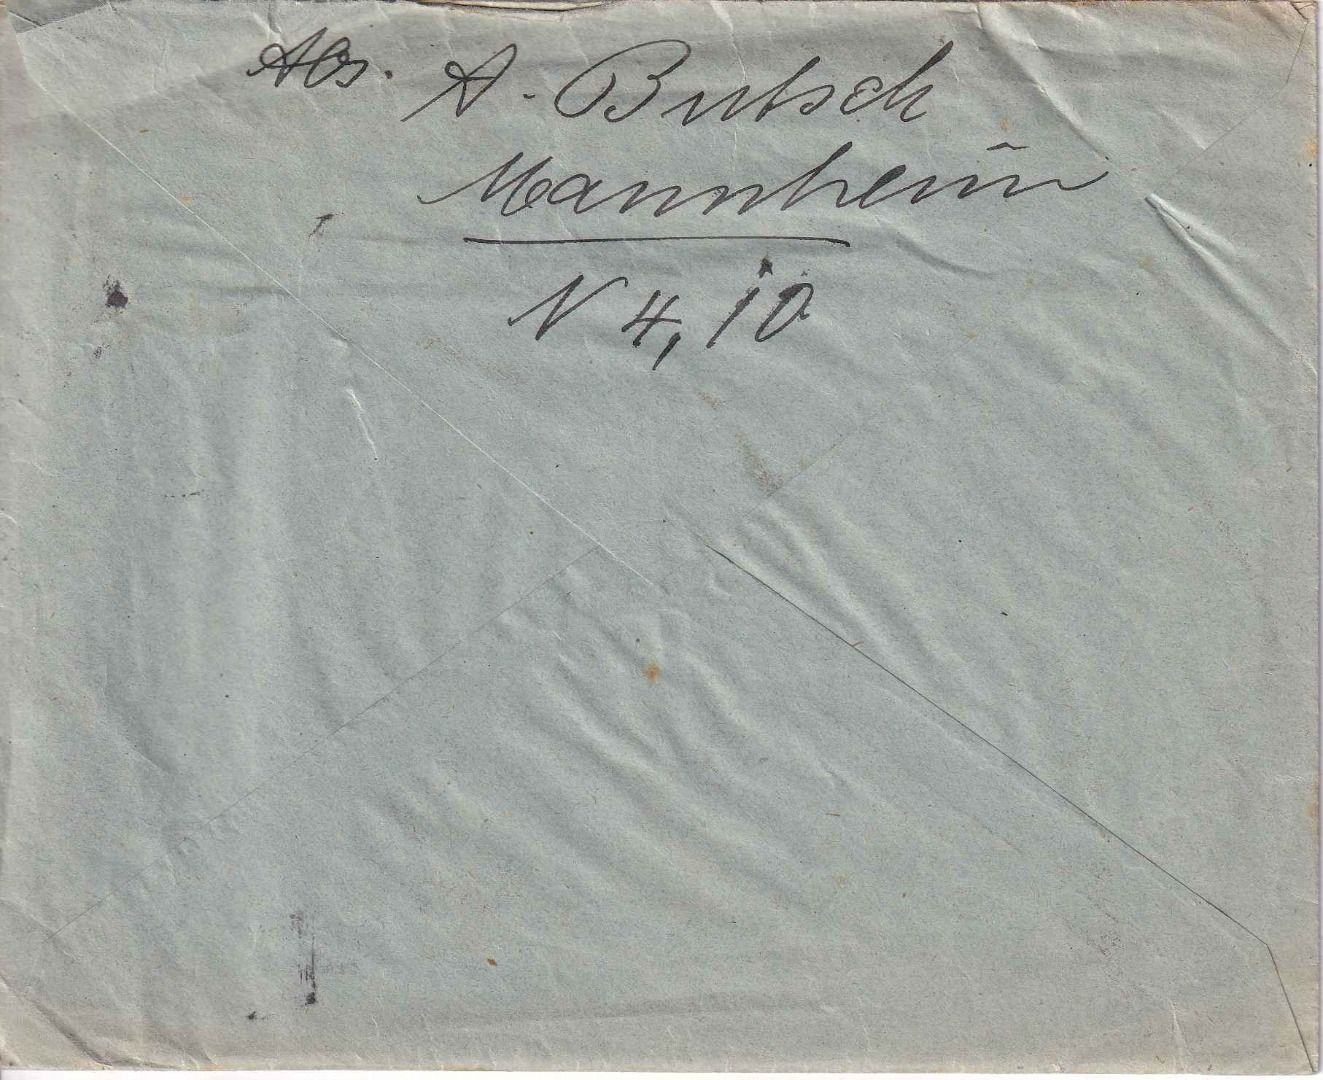 Abs. A. Butsch
Mannheim
N 4, 10